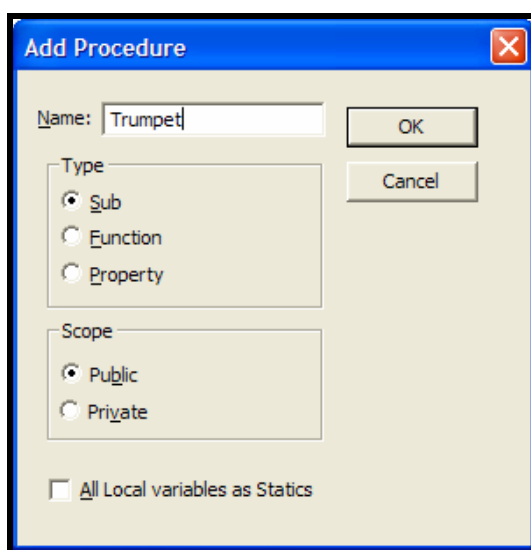 Add Procedure
Name: Trumpet
OK
Cancel
Type
Sub
Function
Property
Scope
Public
Private
All Local variables as Statics